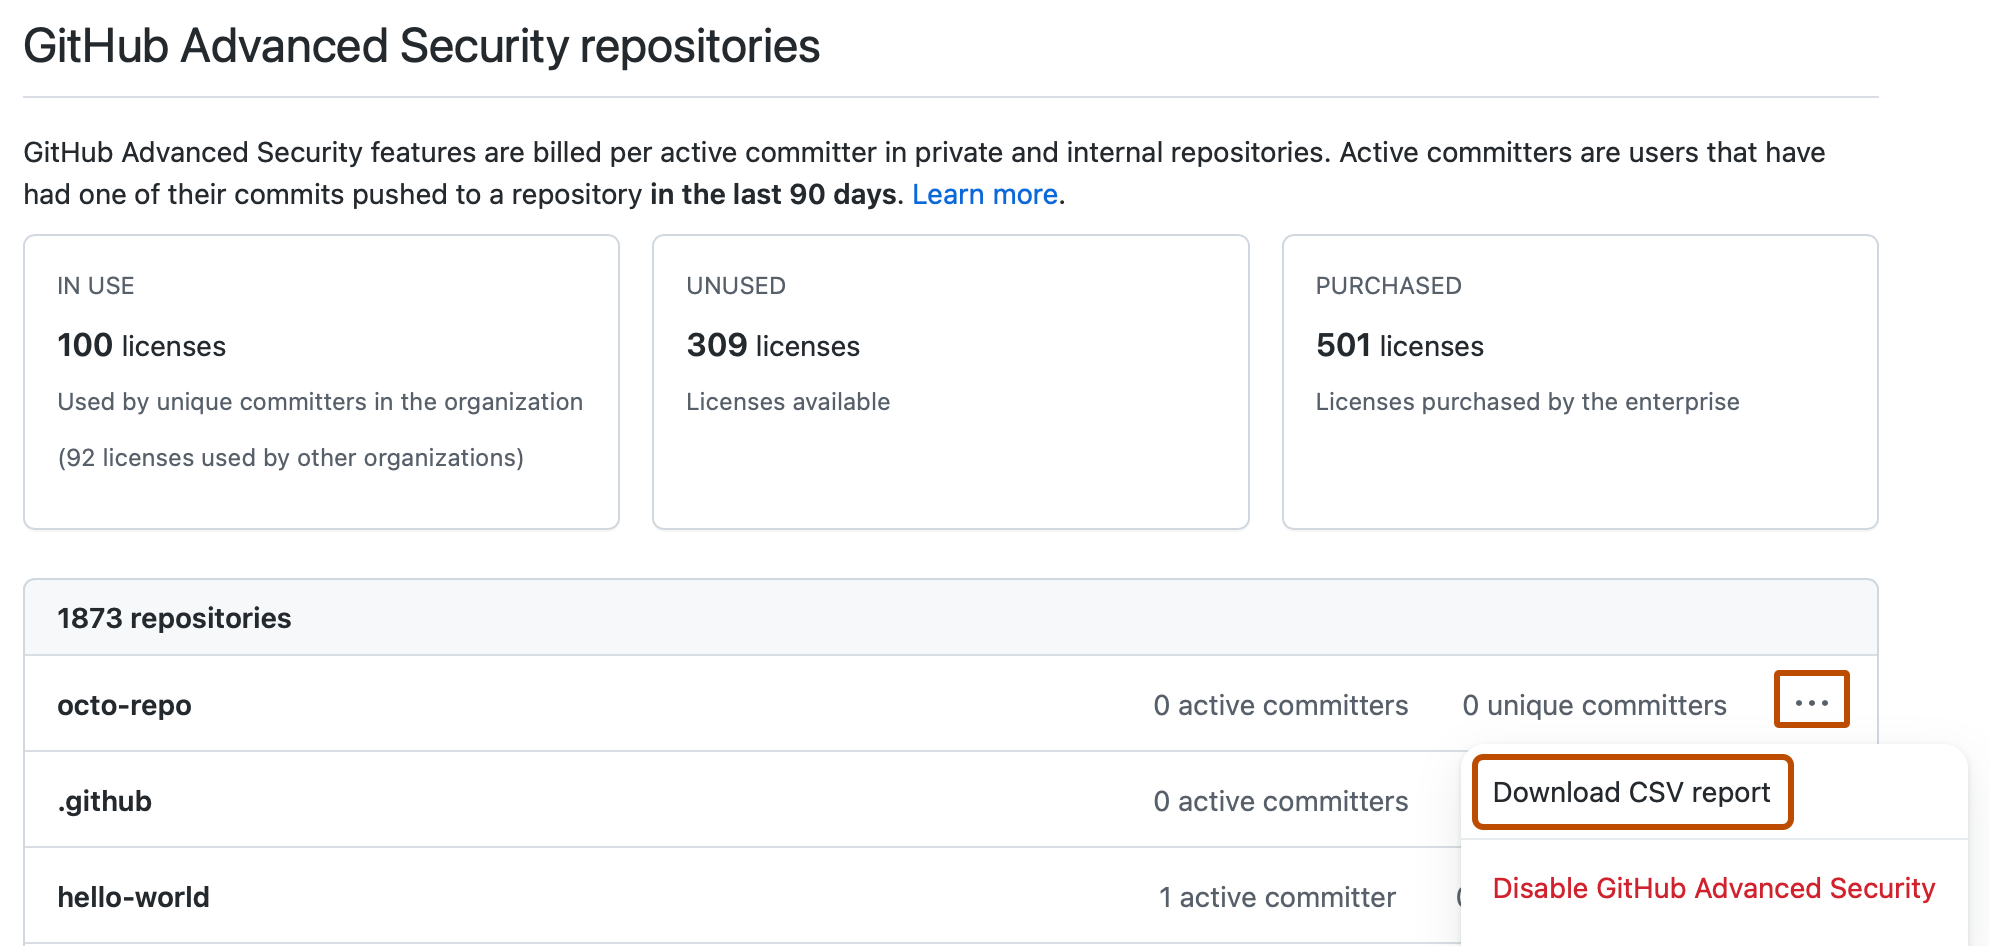 GitHub Advanced Security repositories
GitHub Advanced Security features are billed per active committer in private and internal repositories. Active committers are users that have
had one of their commits pushed to a repository in the last 90 days. Learn more.
IN USE
100 licenses
Used by unique committers in the organization
(92 licenses used by other organizations)
UNUSED
309 licenses
Licenses available
PURCHASED
501 licenses
Licenses purchased by the enterprise
1873 repositories
octo-repo 0 active committers 0 unique committers ...
Download CSV report
.github 0 active committers
Disable GitHub Advanced Security
hello-world 1 active committer